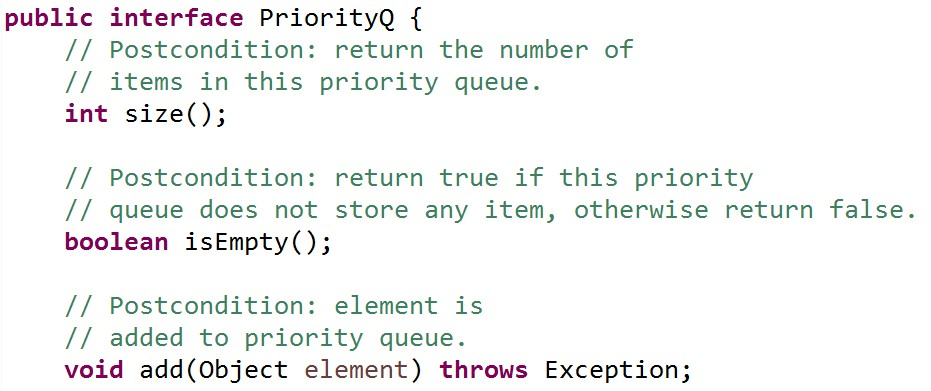 public interface PriorityQ {
    // Postcondition: return the number of
    // items in this priority queue.
    int size();

    // Postcondition: return true if this priority
    // queue does not store any item, otherwise return false.
    boolean isEmpty();

    // Postcondition: element is
    // added to priority queue.
    void add(Object element) throws Exception;